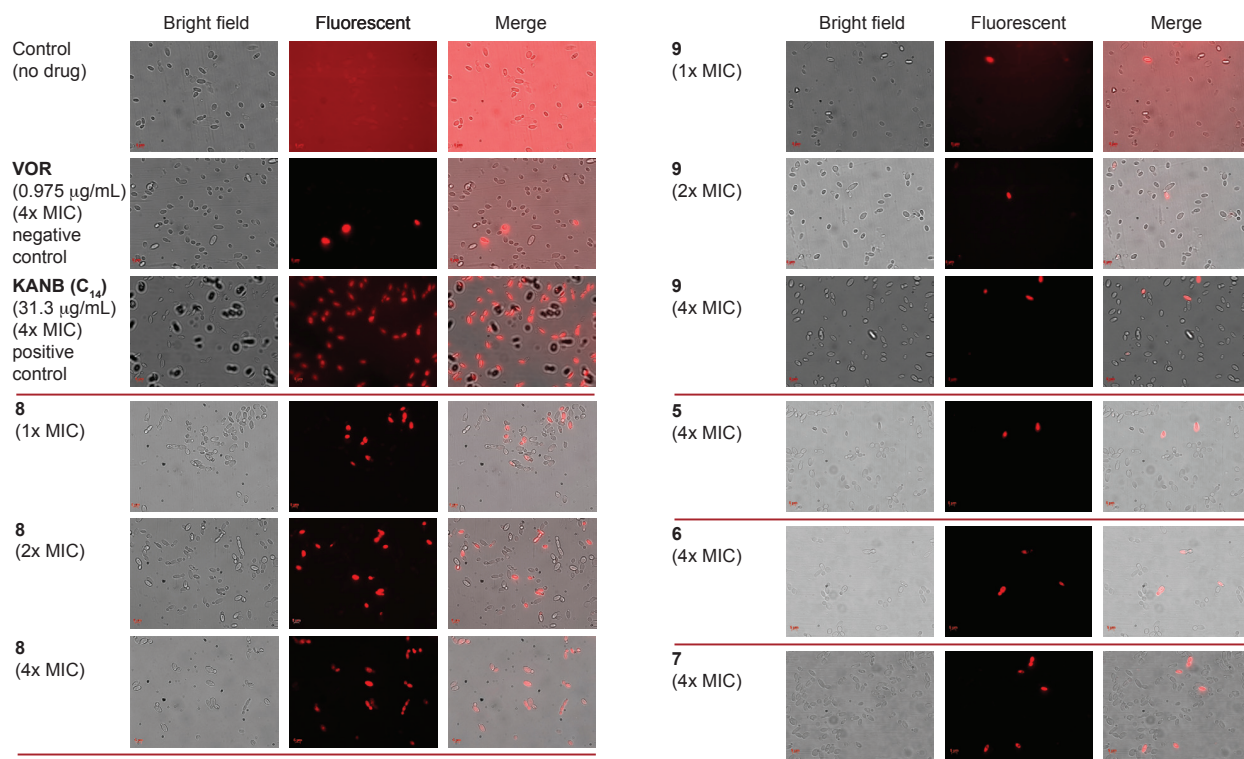 Bright field Fluorescent Merge
Control
(no drug)
VOR
(0.975 μg/mL)
(4x MIC)
negative
control
KANB (C14)
(31.3 μg/mL)
(4x MIC)
positive
control
8
(1x MIC)
8
(2x MIC)
8
(4x MIC)
Bright field Fluorescent Merge
9
(1x MIC)
9
(2x MIC)
9
(4x MIC)
5
(4x MIC)
6
(4x MIC)
7
(4x MIC)